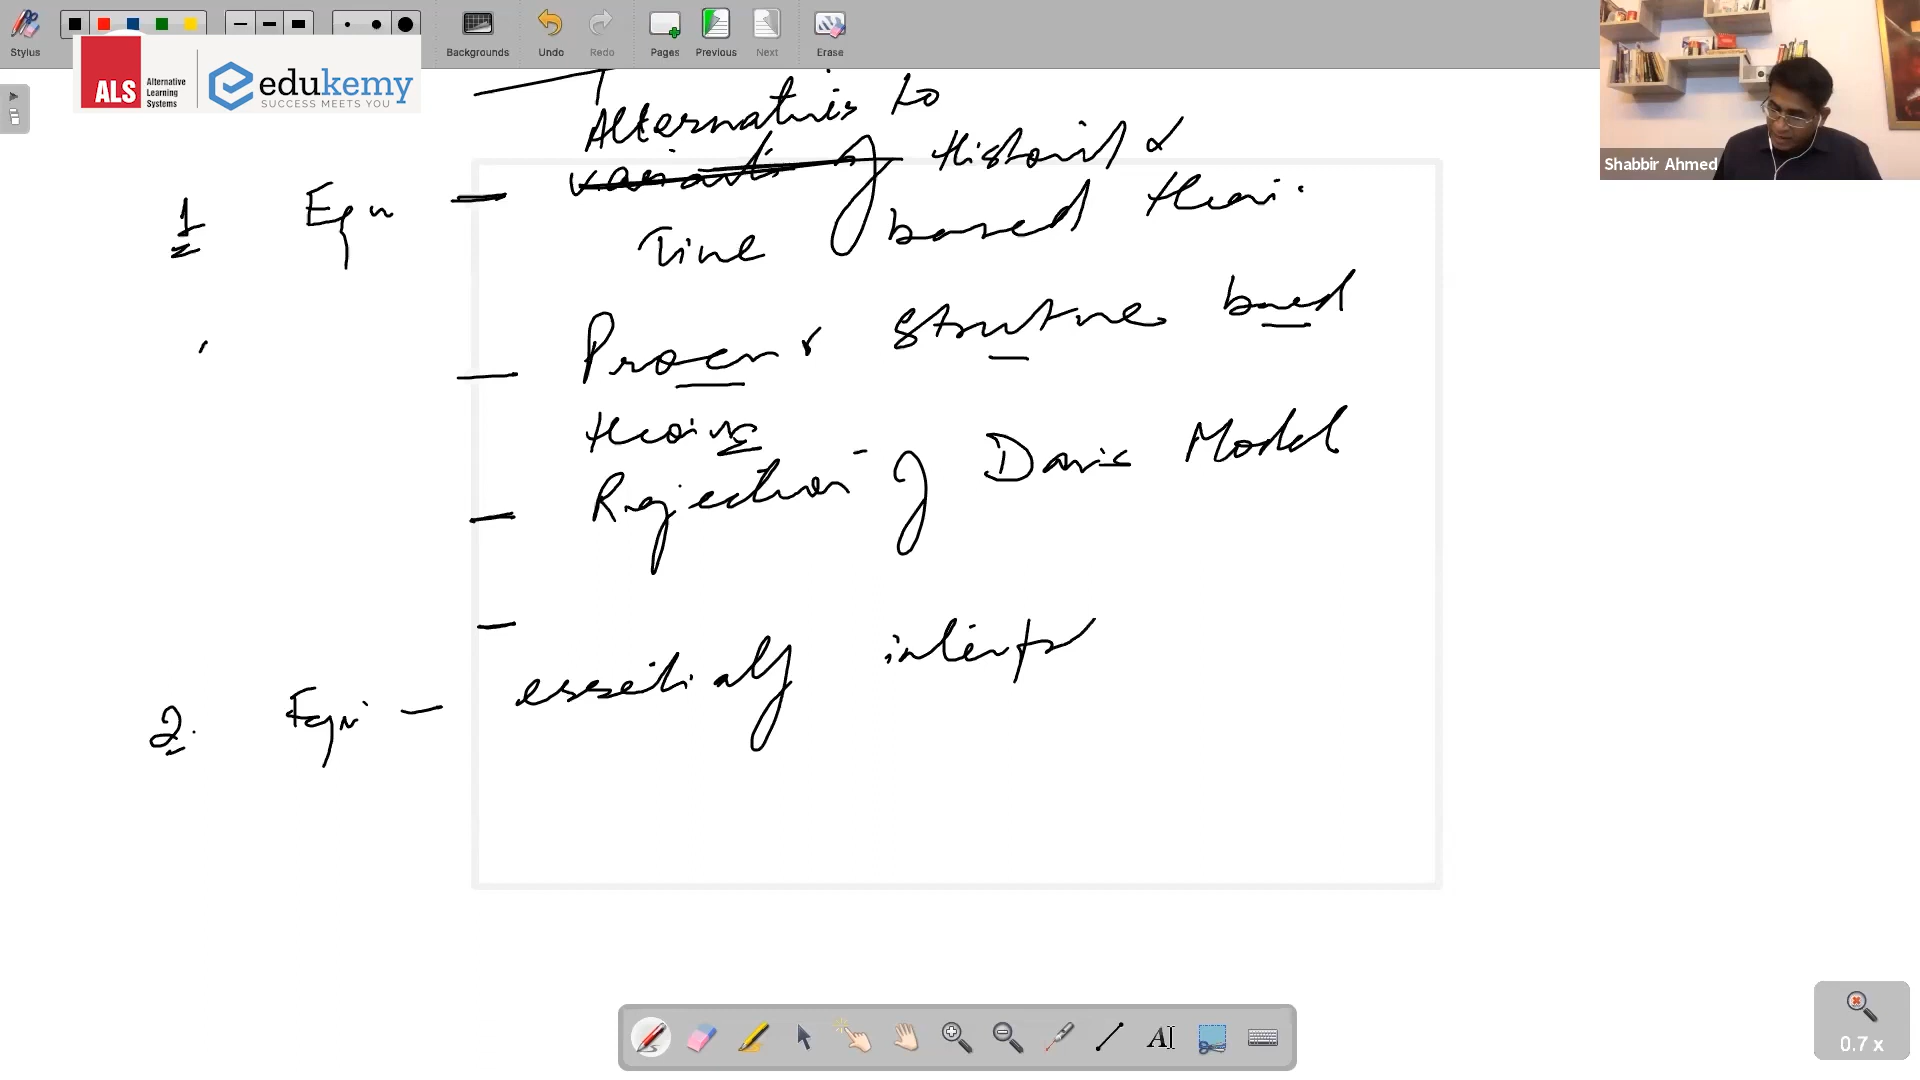 Stylus
Backgrounds
Undo
Redo
Pages
Previous
Next
Erase
ALS Alternative Learning Systems
edukemy
SUCCESS MEETS YOU
Shabbir Ahmed
Alternatives to
variants of Historical &
1 Eqn — Time based theori.
— Process & structure based
theories
— Rejection of Davis Model
—
2. Eqn — essentially
0.7 x